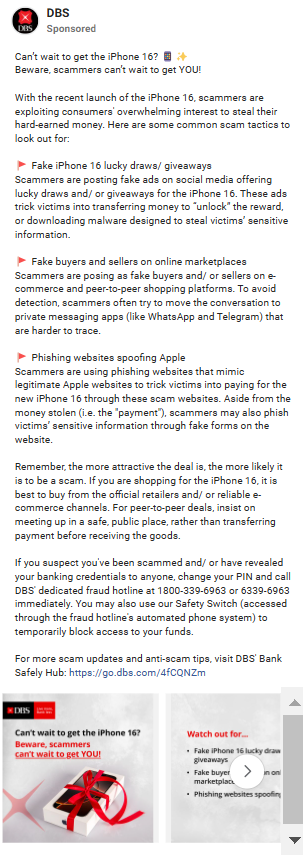 DBS
Sponsored
Can't wait to get the iPhone 16? 📱 ✨
Beware, scammers can't wait to get YOU!
With the recent launch of the iPhone 16, scammers are
exploiting consumers' overwhelming interest to steal their
hard-earned money. Here are some common scam tactics to
look out for:
🚩 Fake iPhone 16 lucky draws/ giveaways
Scammers are posting fake ads on social media offering
lucky draws and/ or giveaways for the iPhone 16. These ads
trick victims into transferring money to "unlock" the reward,
or downloading malware designed to steal victims' sensitive
information.
🚩 Fake buyers and sellers on online marketplaces
Scammers are posing as fake buyers and/ or sellers on e-
commerce and peer-to-peer shopping platforms. To avoid
detection, scammers often try to move the conversation to
private messaging apps (like WhatsApp and Telegram) that
are harder to trace.
🚩 Phishing websites spoofing Apple
Scammers are using phishing websites that mimic
legitimate Apple websites to trick victims into paying for the
new iPhone 16 through these scam websites. Aside from the
money stolen (i.e. the "payment"), scammers may also phish
victims' sensitive information through fake forms on the
website.
Remember, the more attractive the deal is, the more likely it
is to be a scam. If you are shopping for the iPhone 16, it is
best to buy from the official retailers and/ or reliable e-
commerce channels. For peer-to-peer deals, insist on
meeting up in a safe, public place, rather than transferring
payment before receiving the goods.
If you suspect you've been scammed and/ or have revealed
your banking credentials to anyone, change your PIN and call
DBS' dedicated fraud hotline at 1800-339-6963 or 6339-6963
immediately. You may also use our Safety Switch (accessed
through the fraud hotline's automated phone system) to
temporarily block access to your funds.
For more scam updates and anti-scam tips, visit DBS' Bank
Safely Hub: https://go.dbs.com/4fCQNZm
DBS
Can't wait to get the iPhone 16?
Beware, scammers
can't wait to get YOU!
Watch out for...
• Fake iPhone 16 lucky draw
giveaways
• Fake buyer on onl
marketplac
• Phishing websites spoofing